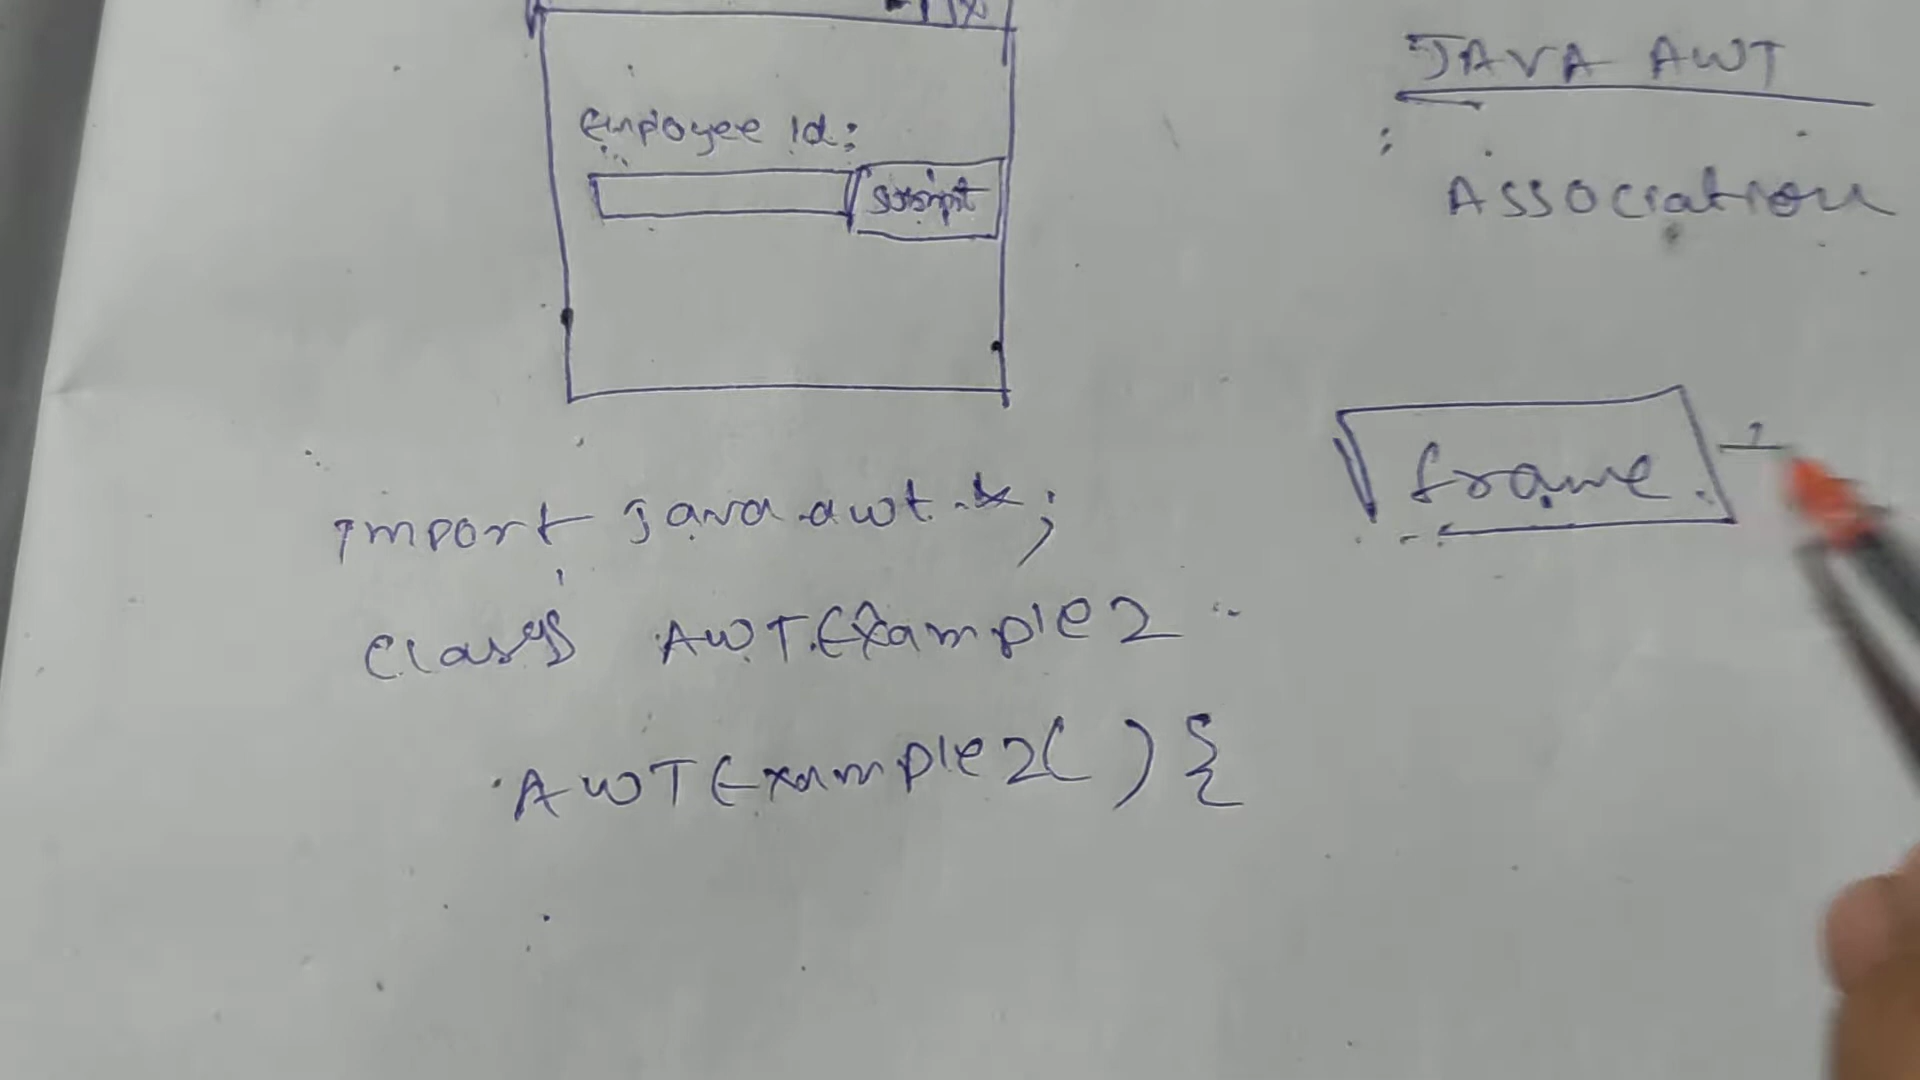 JAVA AWT
Association
employee id:
submit
frame
import java.awt.*;
class AWTExample2
AWTExample2( ) {